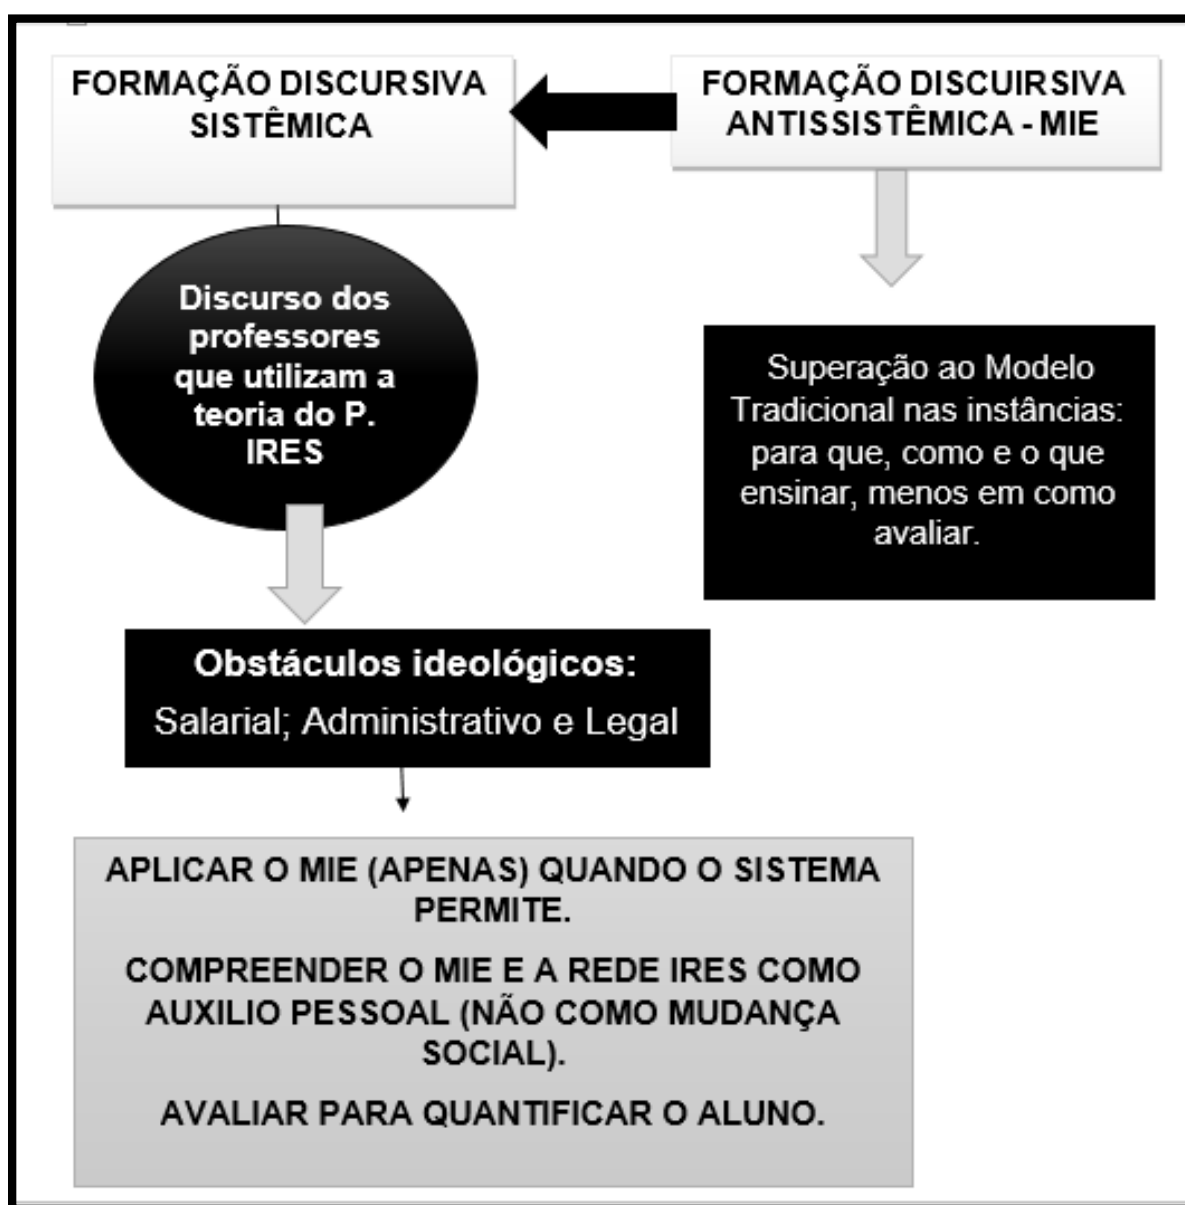 FORMAÇÃO DISCURSIVA
SISTÊMICA
FORMAÇÃO DISCUIRSIVA
ANTISSISTÊMICA - MIE
Discurso dos
professores
que utilizam a
teoria do P.
IRES
Superação ao Modelo
Tradicional nas instâncias:
para que, como e o que
ensinar, menos em como
avaliar.
Obstáculos ideológicos:
Salarial; Administrativo e Legal
APLICAR O MIE (APENAS) QUANDO O SISTEMA
PERMITE.
COMPREENDER O MIE E A REDE IRES COMO
AUXILIO PESSOAL (NÃO COMO MUDANÇA
SOCIAL).
AVALIAR PARA QUANTIFICAR O ALUNO.